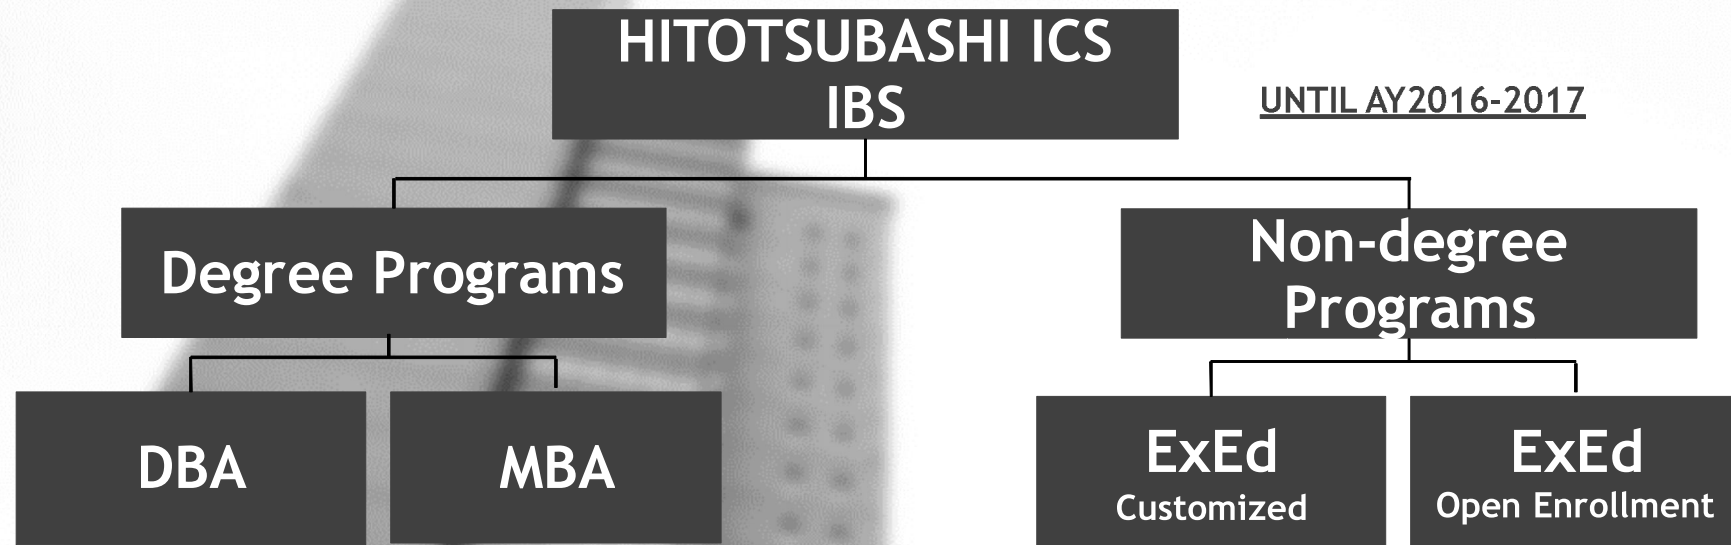 HITOTSUBASHI ICS
IBS
UNTIL AY2016-2017
Degree Programs
Non-degree
Programs
DBA
MBA
ExEd
Customized
ExEd
Open Enrollment